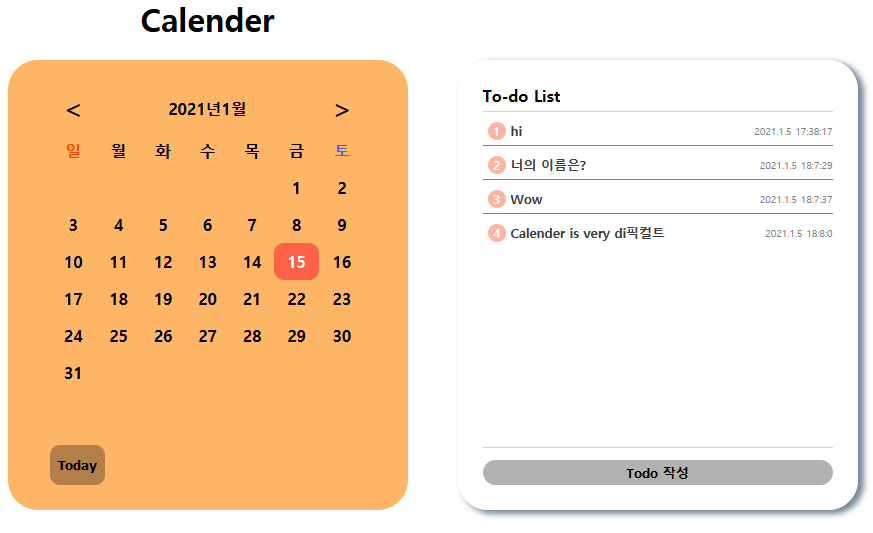 Calender
< 2021년1월 >
일 월 화 수 목 금 토
1 2
3 4 5 6 7 8 9
10 11 12 13 14 15 16
17 18 19 20 21 22 23
24 25 26 27 28 29 30
31
Today
To-do List
1 hi 2021.1.5 17:38:17
2 너의 이름은? 2021.1.5 18:7:29
3 Wow 2021.1.5 18:7:37
4 Calender is very di픽컬트 2021.1.5 18:8:0
Todo 작성